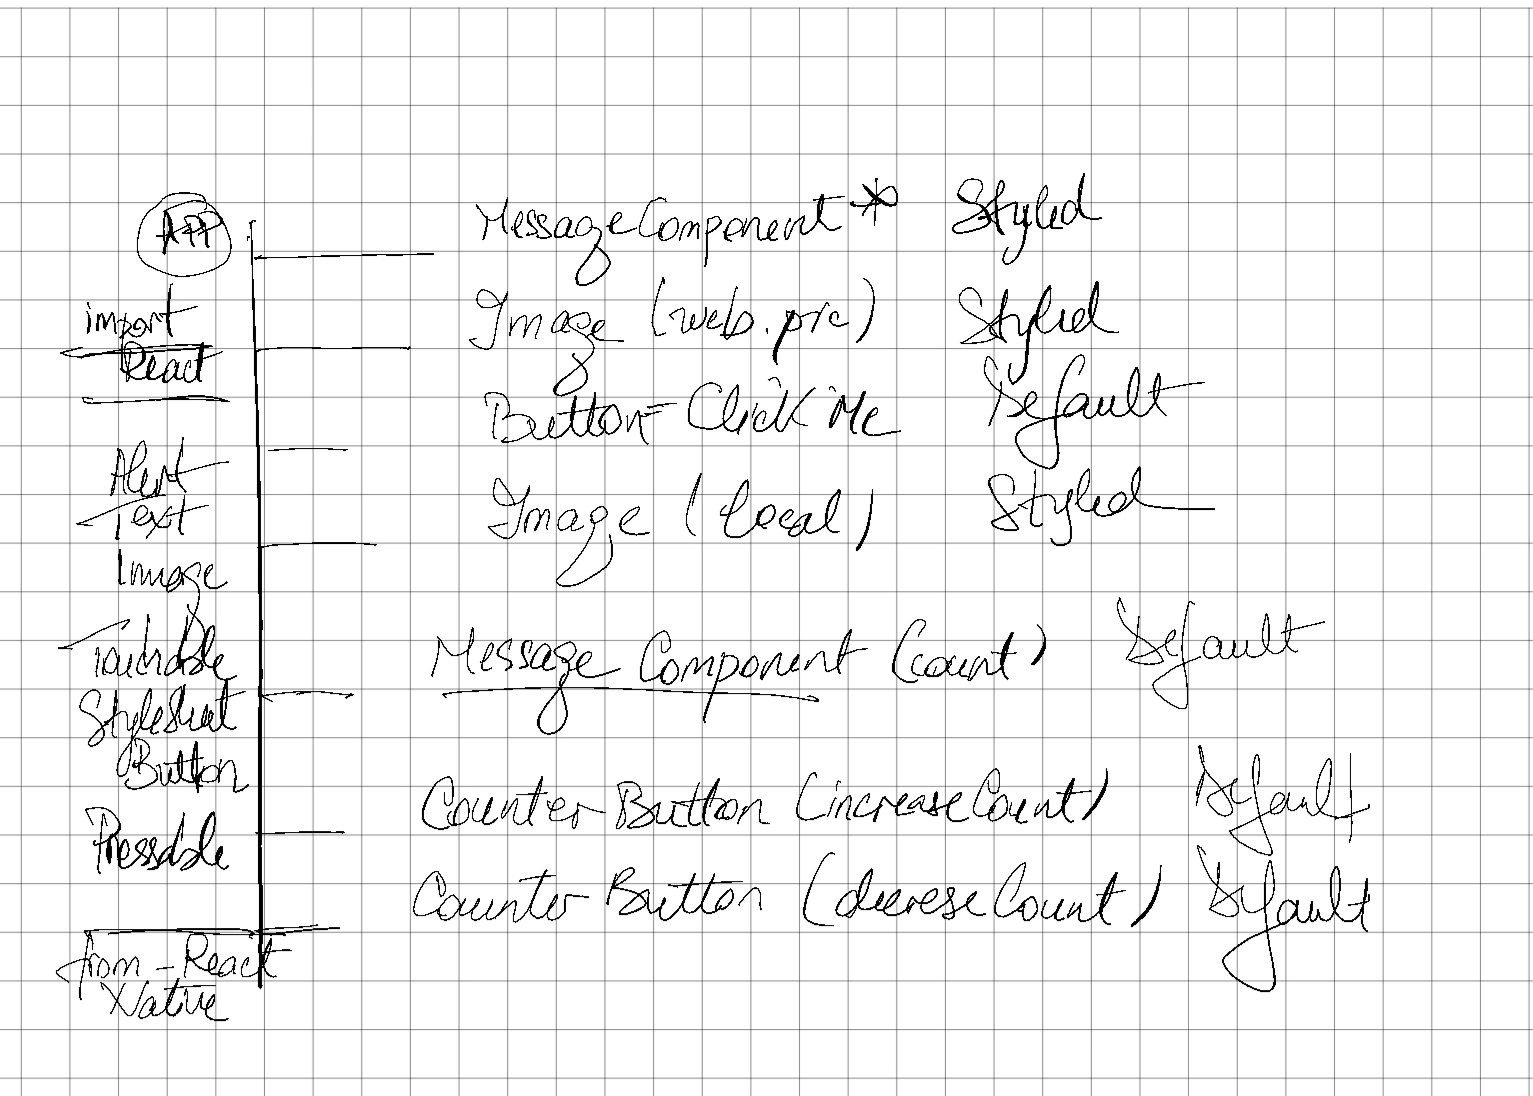 APP
import
React
Alert
Text
Image
Touchable
StyleSheet
Button
Pressable
from - React
Native
MessageComponent * Styled
Image (web.pic) Styled
Button - Click Me Default
Image (local) Styled
Message Component (count) Default
Counter Button (increaseCount) Default
Counter Button (decreseCount) Default